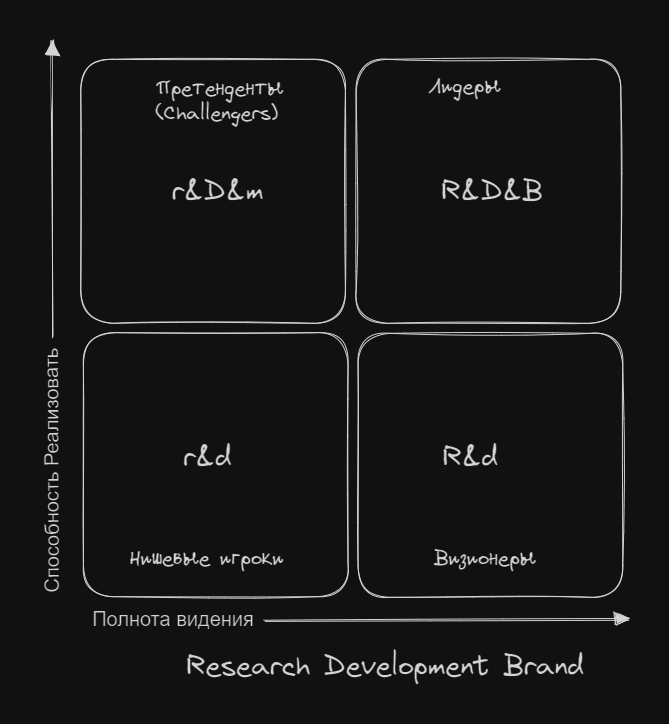 Претенденты
(Challengers)
Лидеры
r&D&m
R&D&B
Способность Реализовать
r&d
R&d
Нишевые игроки
Визионеры
Полнота видения
Research Development Brand